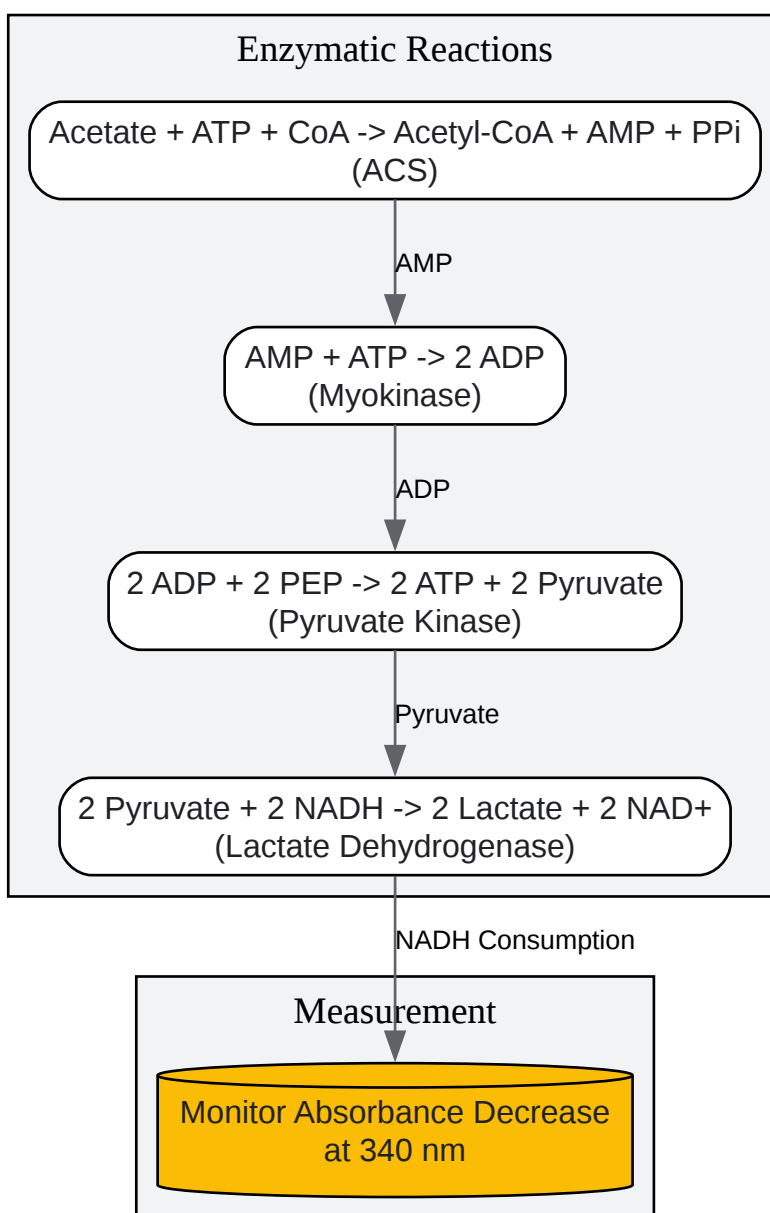 Enzymatic Reactions
Acetate + ATP + CoA -> Acetyl-CoA + AMP + PPi
(ACS)
AMP
AMP + ATP -> 2 ADP
(Myokinase)
ADP
2 ADP + 2 PEP -> 2 ATP + 2 Pyruvate
(Pyruvate Kinase)
Pyruvate
2 Pyruvate + 2 NADH -> 2 Lactate + 2 NAD+
(Lactate Dehydrogenase)
NADH Consumption
Measurement
Monitor Absorbance Decrease
at 340 nm